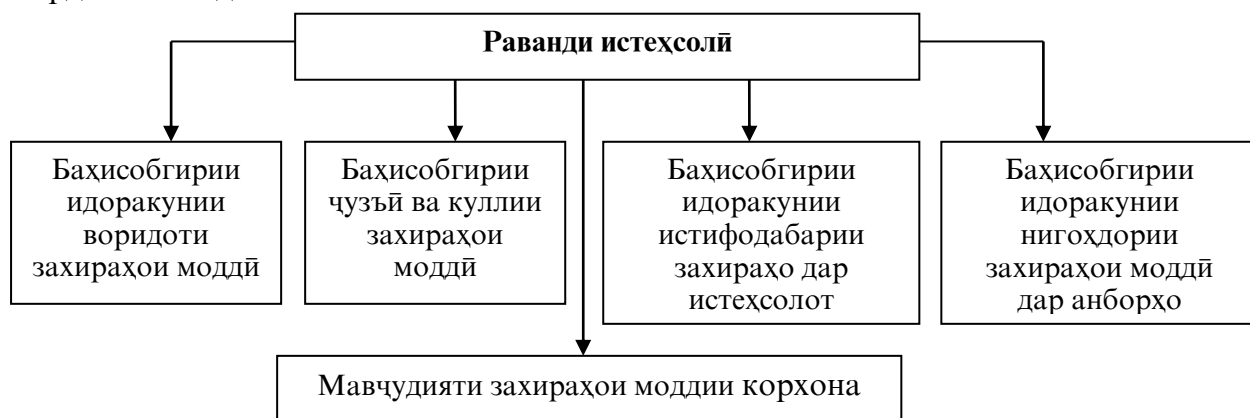 Раванди истеҳсолӣ
Баҳисобгирии
идоракунии
воридоти
захираҳои моддӣ
Баҳисобгирии
ҷузъӣ ва куллии
захираҳои
моддӣ
Баҳисобгирии
идоракунии
истифодабарии
захираҳо дар
истеҳсолот
Баҳисобгирии
идоракунии
нигоҳдории
захираҳои моддӣ
дар анборҳо
Мавҷудияти захираҳои моддии корхона